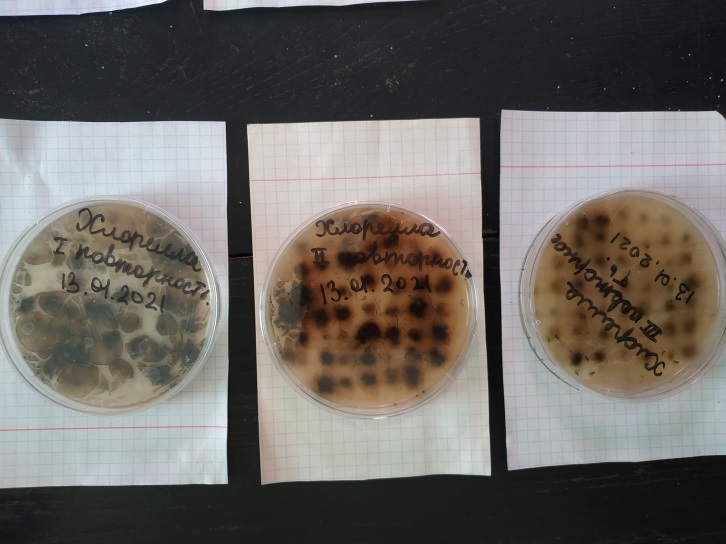 Хлорелла
I повторность
13.01.2021
Хлорелла
II повторность
13.01.2021
Хлорелла
III повторность
13.01.2021